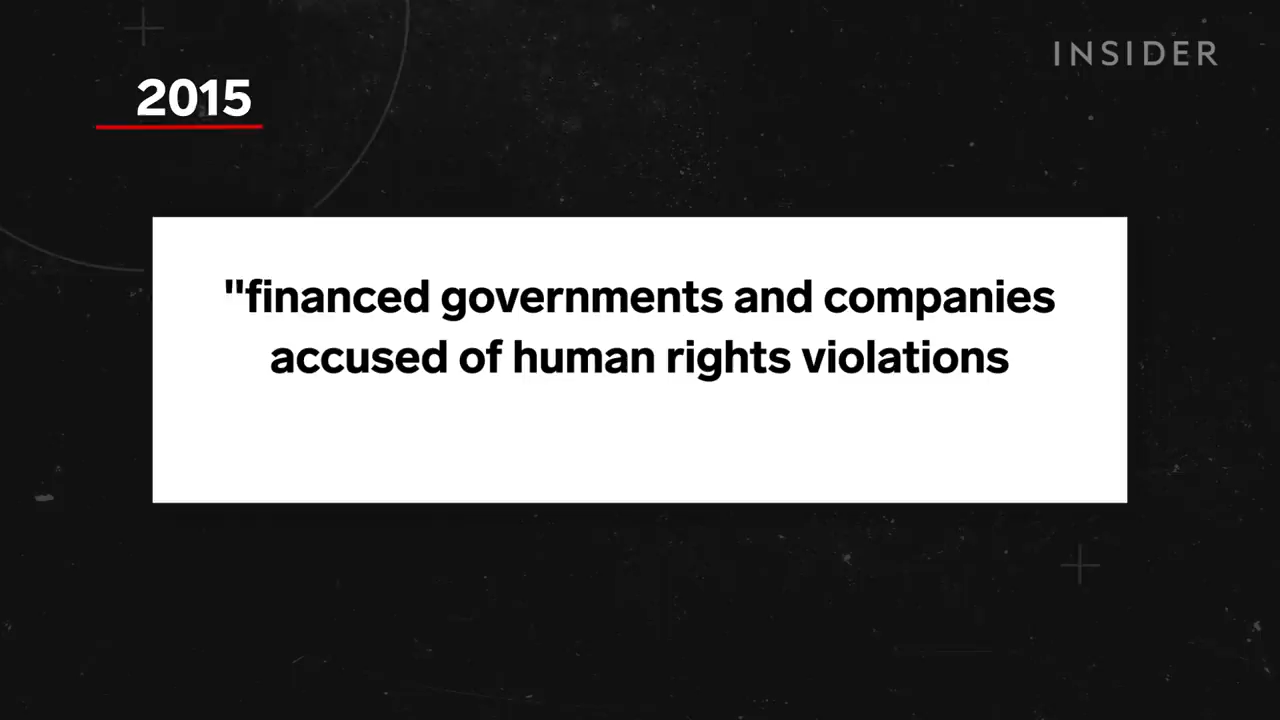 INSIDER
2015
"financed governments and companies
accused of human rights violations